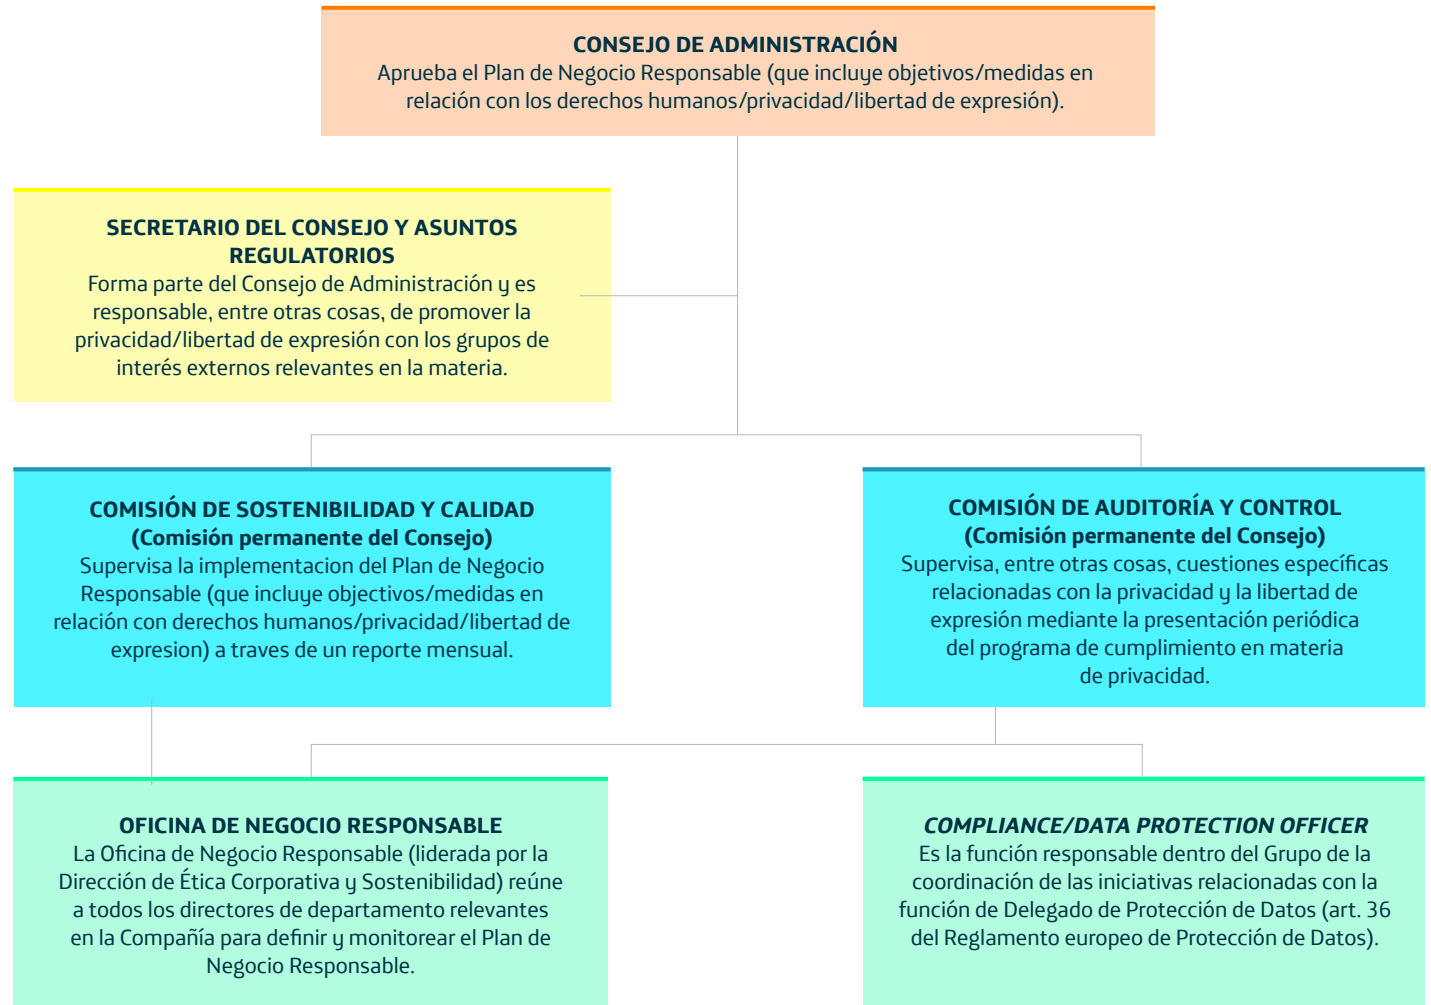 CONSEJO DE ADMINISTRACIÓN
Aprueba el Plan de Negocio Responsable (que incluye objetivos/medidas en
relación con los derechos humanos/privacidad/libertad de expresión).
SECRETARIO DEL CONSEJO Y ASUNTOS
REGULATORIOS
Forma parte del Consejo de Administración y es
responsable, entre otras cosas, de promover la
privacidad/libertad de expresión con los grupos de
interés externos relevantes en la materia.
COMISIÓN DE SOSTENIBILIDAD Y CALIDAD
(Comisión permanente del Consejo)
Supervisa la implementacion del Plan de Negocio
Responsable (que incluye objectivos/medidas en
relación con derechos humanos/privacidad/libertad de
expresion) a traves de un reporte mensual.
COMISIÓN DE AUDITORÍA Y CONTROL
(Comisión permanente del Consejo)
Supervisa, entre otras cosas, cuestiones específicas
relacionadas con la privacidad y la libertad de
expresión mediante la presentación periódica
del programa de cumplimiento en materia
de privacidad.
OFICINA DE NEGOCIO RESPONSABLE
La Oficina de Negocio Responsable (liderada por la
Dirección de Ética Corporativa y Sostenibilidad) reúne
a todos los directores de departamento relevantes
en la Compañía para definir y monitorear el Plan de
Negocio Responsable.
COMPLIANCE/DATA PROTECTION OFFICER
Es la función responsable dentro del Grupo de la
coordinación de las iniciativas relacionadas con la
función de Delegado de Protección de Datos (art. 36
del Reglamento europeo de Protección de Datos).